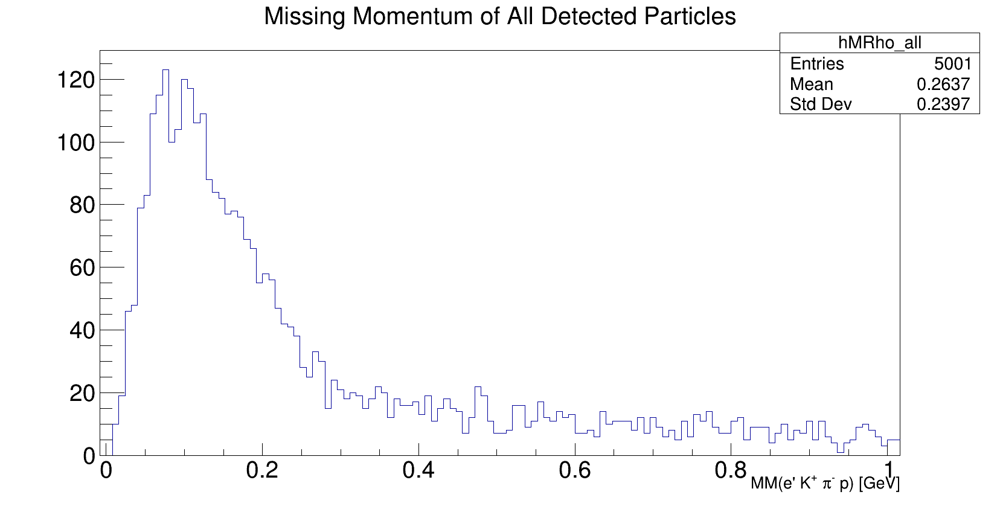 Missing Momentum of All Detected Particles
hMRho_all
Entries 5001
Mean 0.2637
Std Dev 0.2397
120
100
80
60
40
20
0
0 0.2 0.4 0.6 0.8 1
MM(e' K⁺ π⁻ p) [GeV]